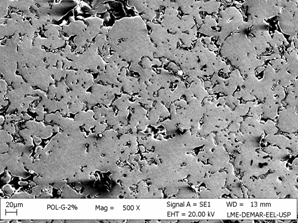 20µm
POL-G-2%
Mag = 500 X
Signal A = SE1
WD = 13 mm
EHT = 20.00 kV
LME-DEMAR-EEL-USP